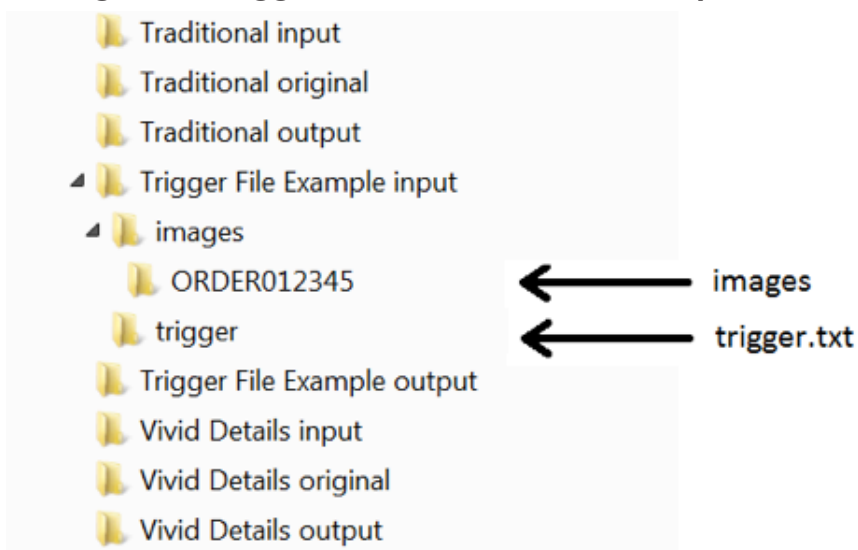 Traditional input
Traditional original
Traditional output
Trigger File Example input
images
ORDER012345 images
trigger trigger.txt
Trigger File Example output
Vivid Details input
Vivid Details original
Vivid Details output